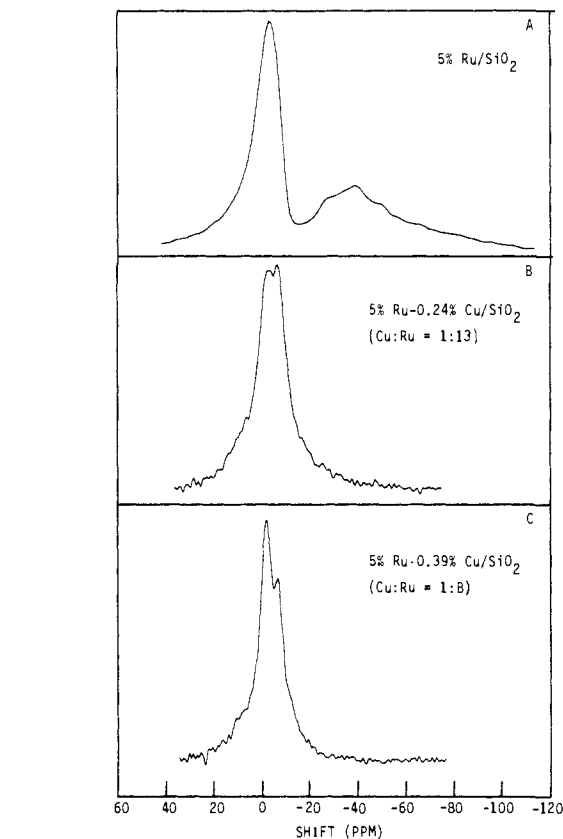 A
5% Ru/SiO2
B
5% Ru-0.24% Cu/SiO2
(Cu:Ru = 1:13)
C
5% Ru-0.39% Cu/SiO2
(Cu:Ru = 1:B)
60 40 20 0 -20 -40 -60 -80 -100 -120
SHIFT (PPM)